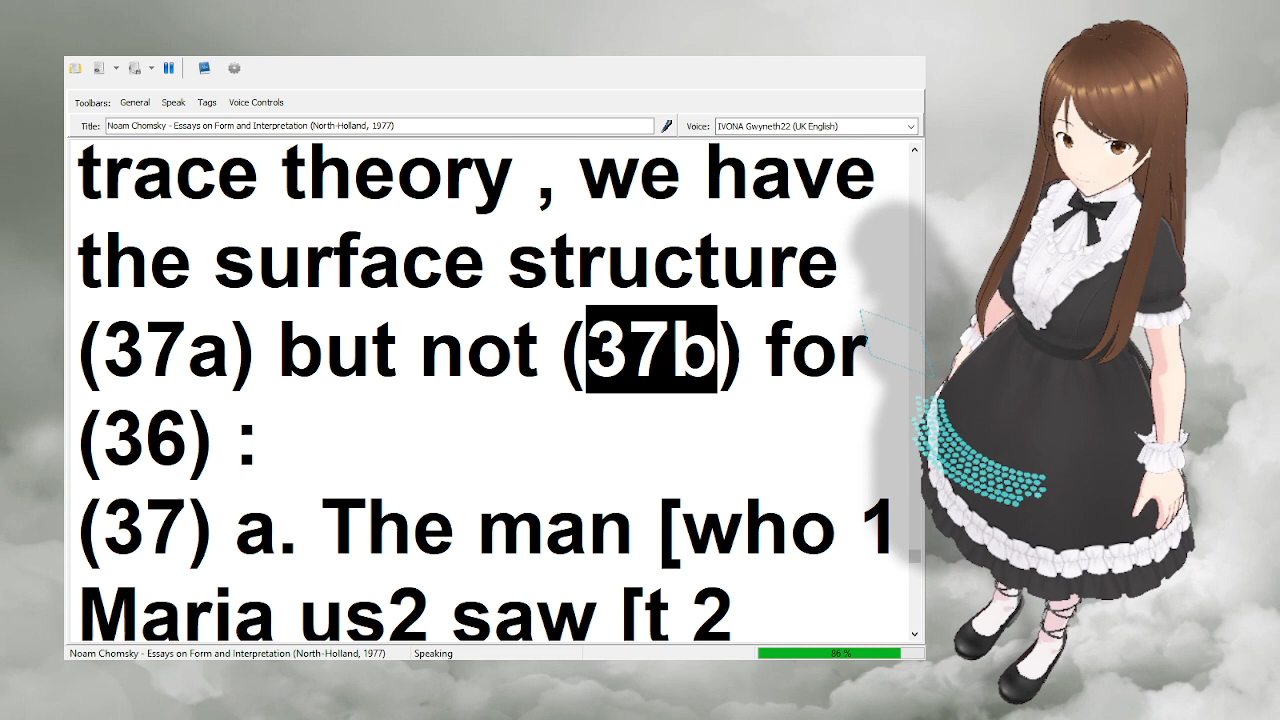 Toolbars: General Speak Tags Voice Controls
Title: Noam Chomsky - Essays on Form and Interpretation (North-Holland, 1977) Voice: IVONA Gwyneth22 (UK English)
trace theory , we have
the surface structure
(37a) but not (37b) for
(36) :
(37) a. The man [who 1
Maria us2 saw [t 2
Noam Chomsky - Essays on Form and Interpretation (North-Holland, 1977) Speaking 86 %